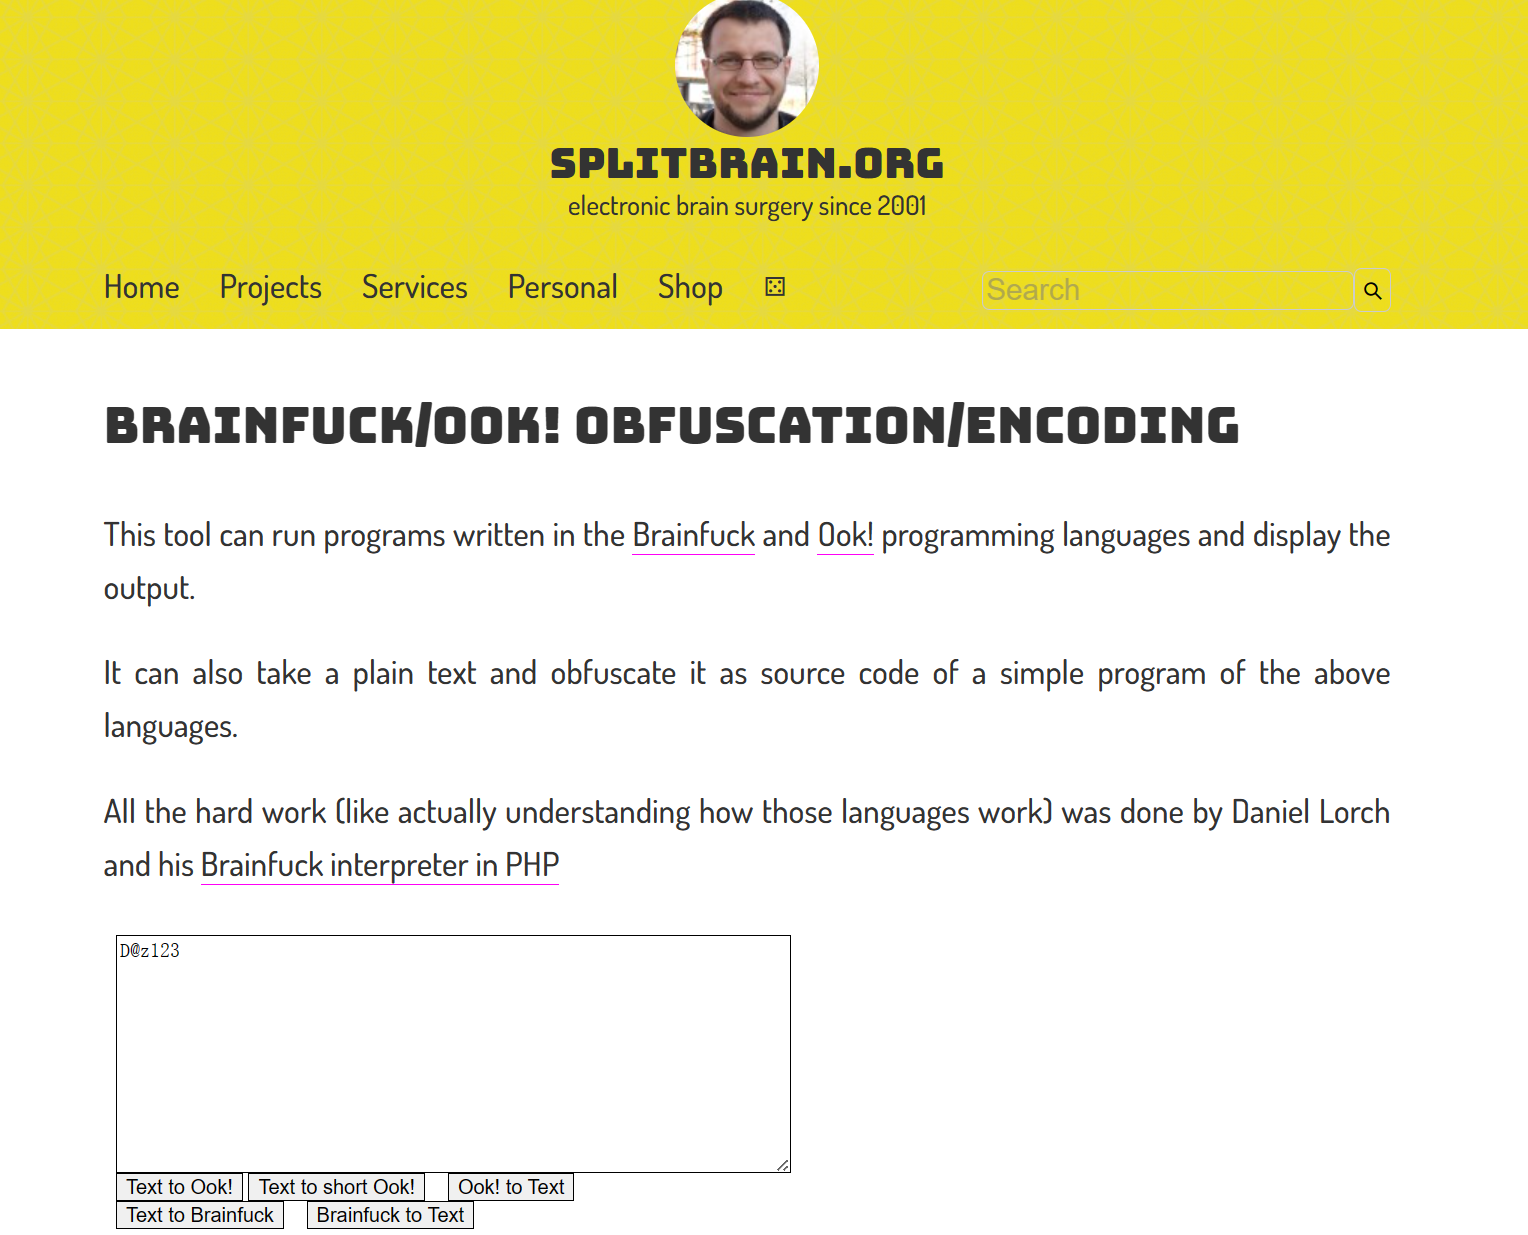 SPLITBRAIN.ORG
electronic brain surgery since 2001
Home Projects Services Personal Shop Search
BRAINFUCK/OOK! OBFUSCATION/ENCODING
This tool can run programs written in the Brainfuck and Ook! programming languages and display the
output.
It can also take a plain text and obfuscate it as source code of a simple program of the above
languages.
All the hard work (like actually understanding how those languages work) was done by Daniel Lorch
and his Brainfuck interpreter in PHP
D@z123
Text to Ook! Text to short Ook! Ook! to Text
Text to Brainfuck Brainfuck to Text